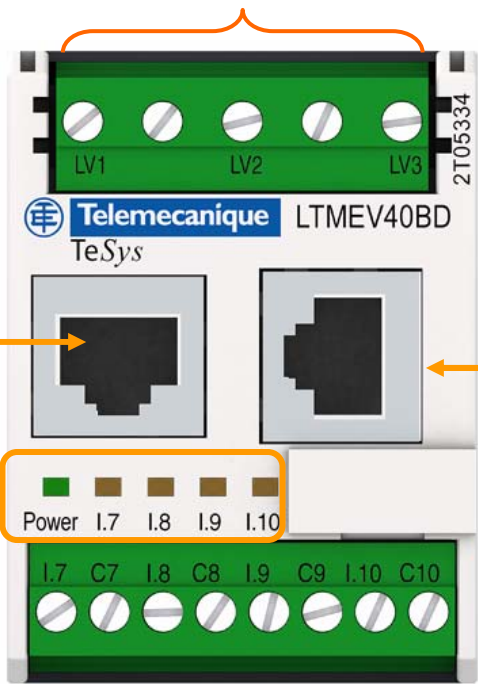 LV1 LV2 LV3
2T05334
Telemecanique LTMEV40BD
TeSys
Power I.7 I.8 I.9 I.10
I.7 C7 I.8 C8 I.9 C9 I.10 C10